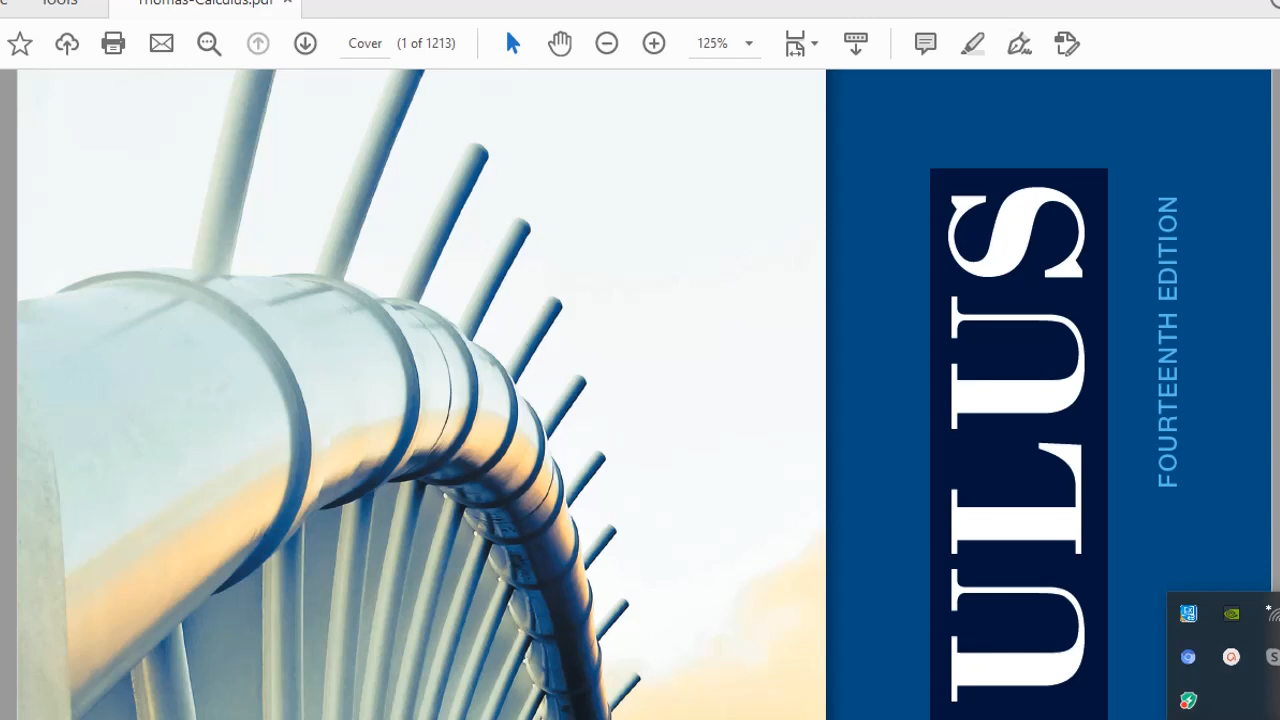 Tools
Thomas-Calculus.pdf
Cover
(1 of 1213)
125%
ULUS
FOURTEENTH EDITION